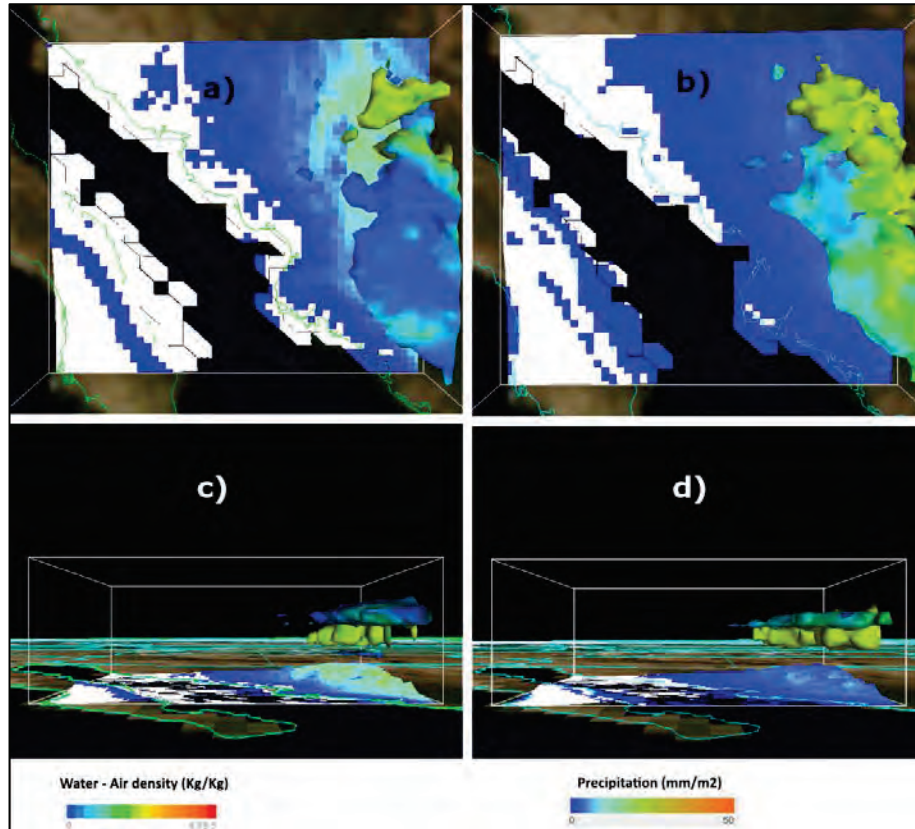 a)
b)
c)
d)
Water - Air density (Kg/Kg)
Precipitation (mm/m2)
0
0
50